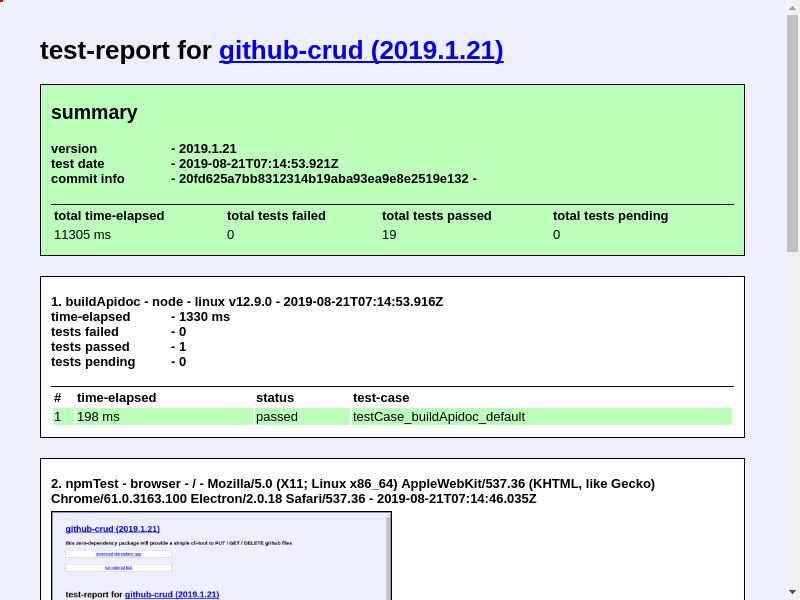 test-report for github-crud (2019.1.21)
summary
version - 2019.1.21
test date - 2019-08-21T07:14:53.921Z
commit info - 20fd625a7bb8312314b19aba93ea9e8e2519e132 -
total time-elapsed total tests failed total tests passed total tests pending
11305 ms 0 19 0
1. buildApidoc - node - linux v12.9.0 - 2019-08-21T07:14:53.916Z
time-elapsed - 1330 ms
tests failed - 0
tests passed - 1
tests pending - 0
# time-elapsed status test-case
1 198 ms passed testCase_buildApidoc_default
2. npmTest - browser - / - Mozilla/5.0 (X11; Linux x86_64) AppleWebKit/537.36 (KHTML, like Gecko)
Chrome/61.0.3163.100 Electron/2.0.18 Safari/537.36 - 2019-08-21T07:14:46.035Z
github-crud (2019.1.21)
this zero-dependency package will provide a simple cli-tool to PUT / GET / DELETE github files
download standalone app
run internal test
test-report for github-crud (2019.1.21)